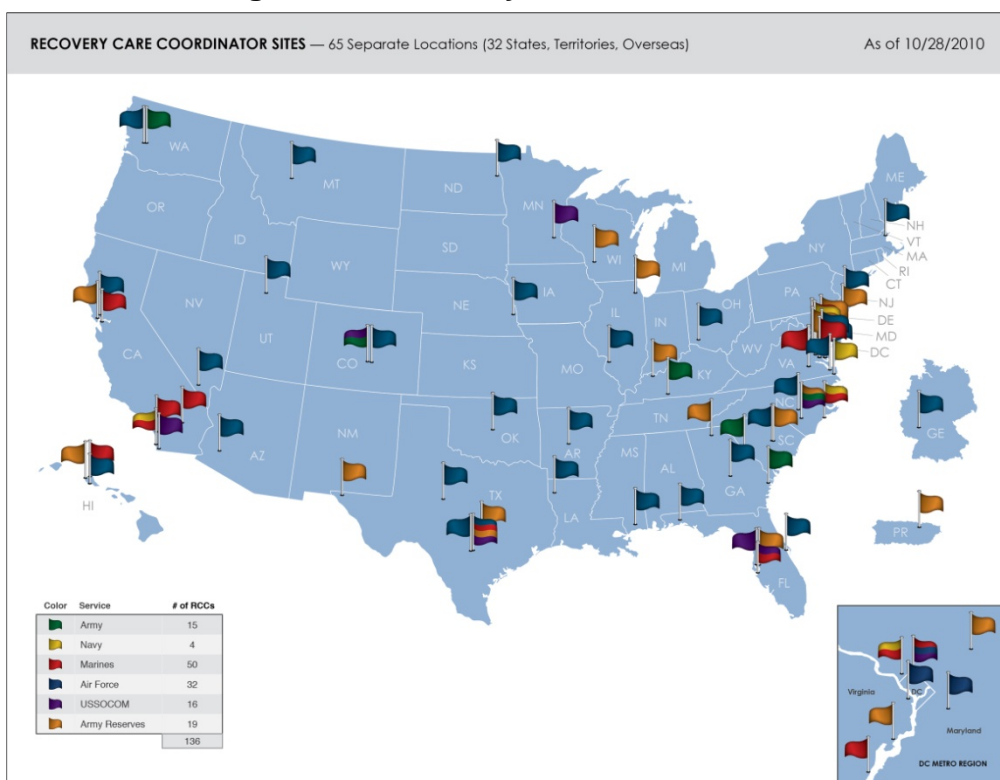 RECOVERY CARE COORDINATOR SITES — 65 Separate Locations (32 States, Territories, Overseas) As of 10/28/2010
WA
MT
ND
MN
ME
OR
ID
WY
SD
WI
MI
NY
NH
VT
MA
RI
CT
NV
UT
CO
NE
IA
IL
IN
OH
PA
NJ
DE
MD
DC
CA
KS
MO
KY
WV
VA
AZ
NM
OK
AR
TN
NC
SC
TX
LA
MS
AL
GA
FL
HI
GE
PR
Color Service # of RCCs
Army 15
Navy 4
Marines 50
Air Force 32
USSOCOM 16
Army Reserves 19
136
Virginia
DC
Maryland
DC METRO REGION